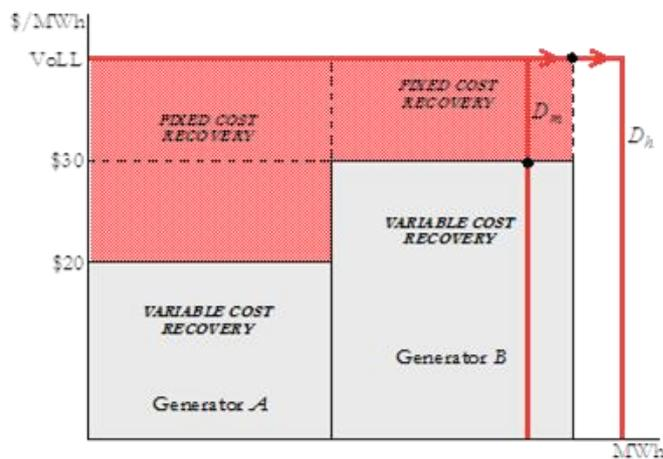 $/MWh
VoLL
FIXED COST
RECOVERY
FIXED COST
RECOVERY
D_m
D_h
$30
VARIABLE COST
RECOVERY
$20
VARIABLE COST
RECOVERY
Generator B
Generator A
MWh